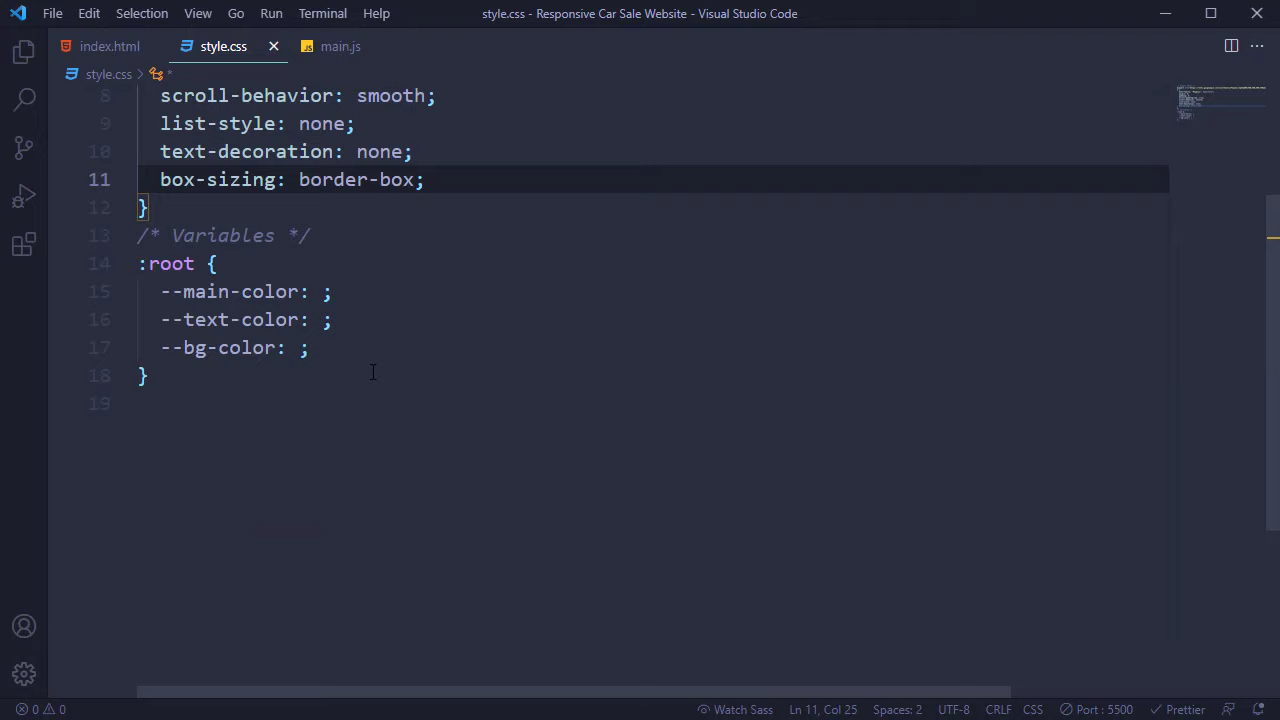 File Edit Selection View Go Run Terminal Help style.css - Responsive Car Sale Website - Visual Studio Code
index.html style.css JS main.js
style.css *
8 scroll-behavior: smooth;
9 list-style: none;
10 text-decoration: none;
11 box-sizing: border-box;
12 }
13 /* Variables */
14 :root {
15 --main-color: ;
16 --text-color: ;
17 --bg-color: ;
18 }
19
0 0 Watch Sass Ln 11, Col 25 Spaces: 2 UTF-8 CRLF CSS Port : 5500 Prettier